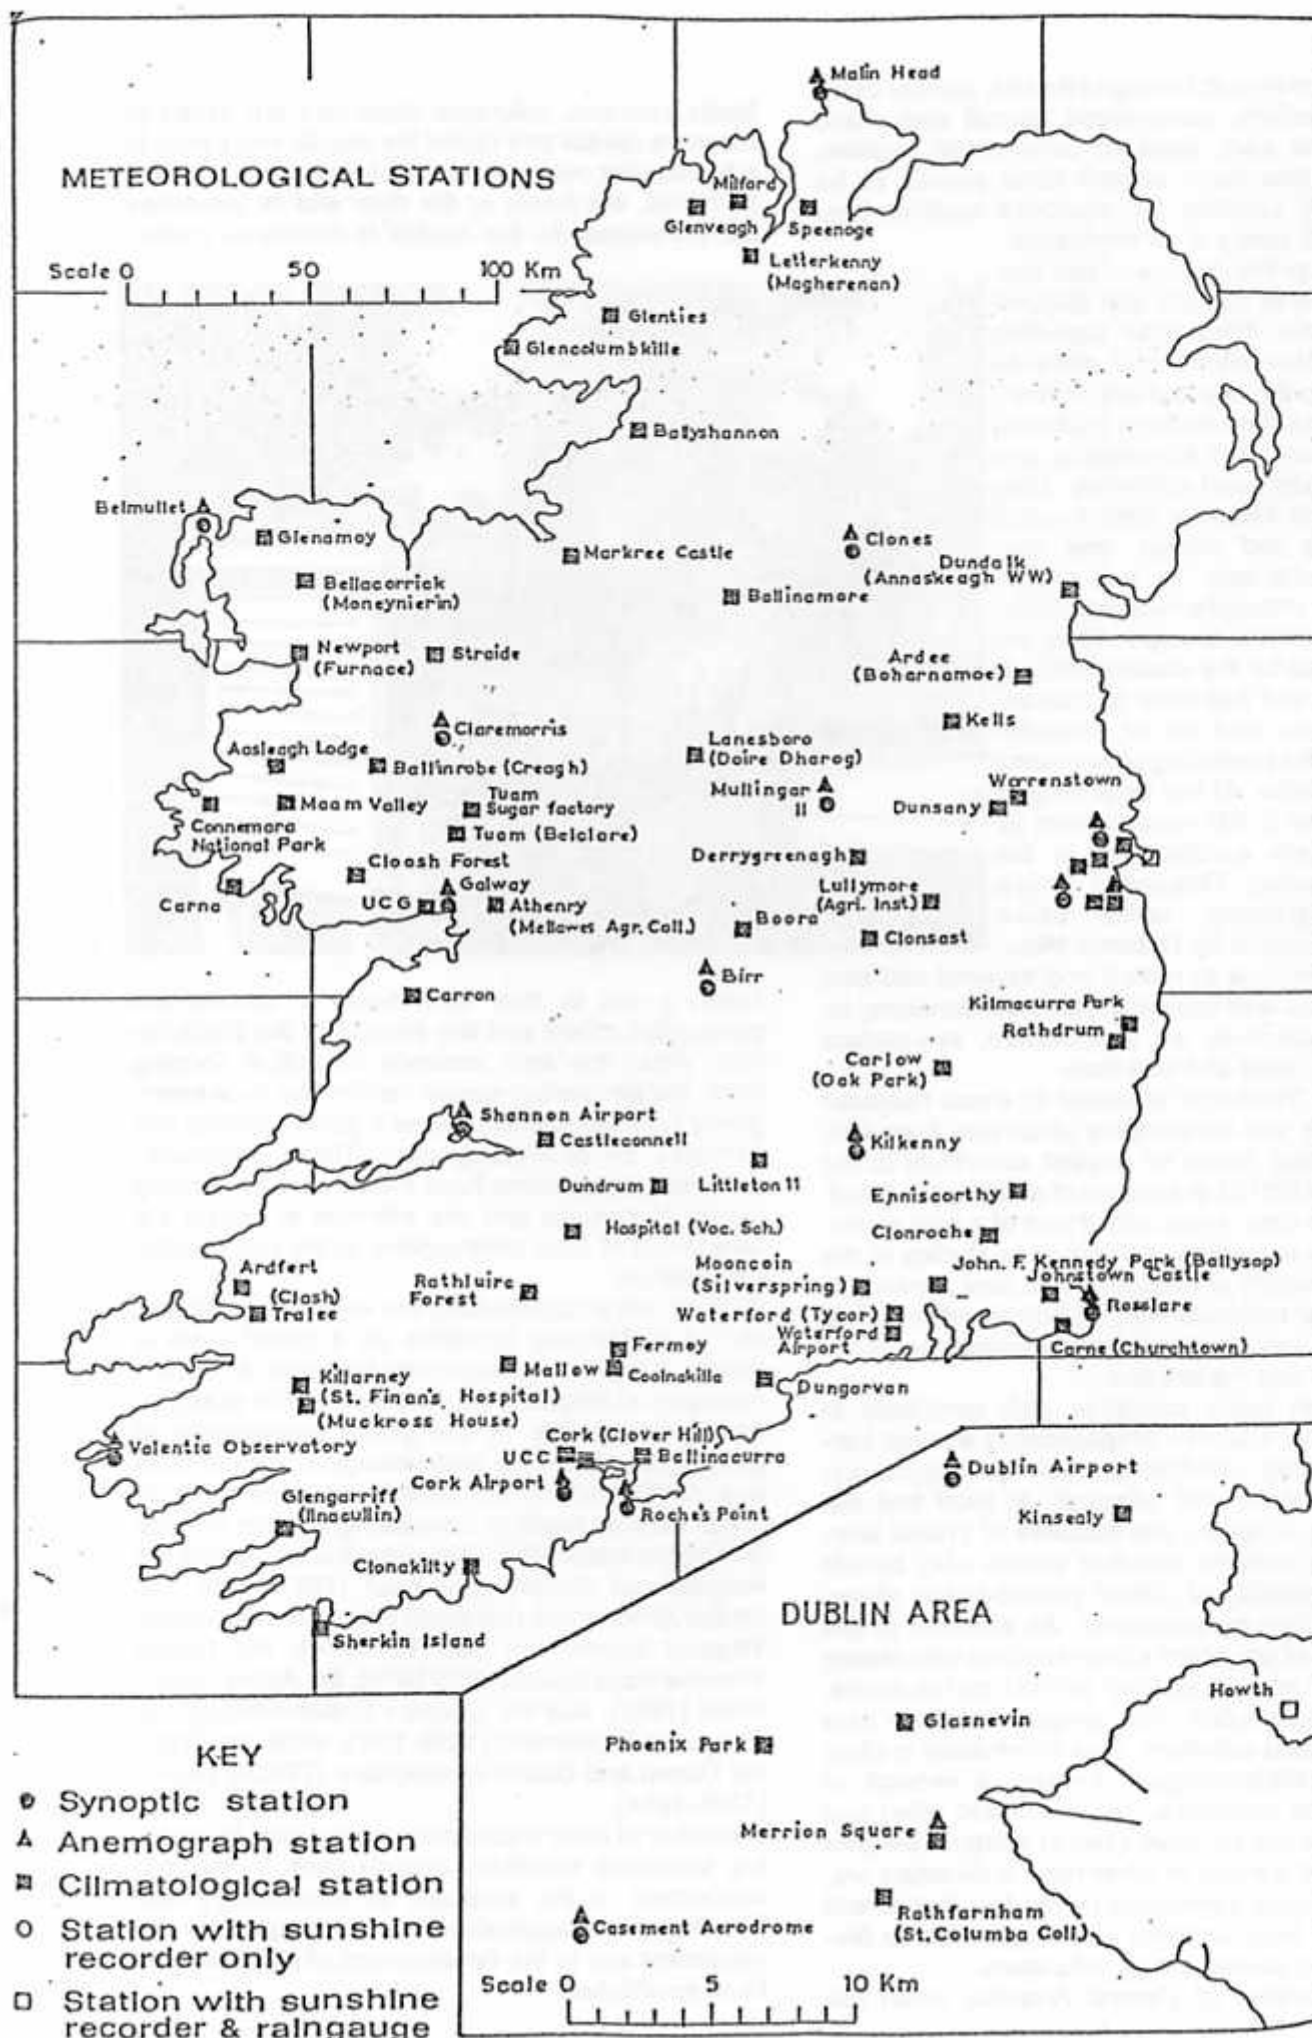 METEOROLOGICAL STATIONS
Scale 0 50 100 Km
Malin Head
Milford
Glenveagh
Speenoge
Letterkenny
(Magherenan)
Glenties
Glencolumbkille
Ballyshannon
Belmullet
Glenamoy
Markree Castle
Clones
Dundalk
(Annaskeagh WW)
Bellacorrick
(Moneynierin)
Ballinamore
Newport
(Furnace)
Straide
Ardee
(Boharnamoe)
Claremorris
Kells
Aasleagh Lodge
Ballinrobe (Creagh)
Lanesboro
(Doire Dharog)
Mullingar
II
Warrenstown
Dunsany
Maam Valley
Tuam
Sugar factory
Connemara
National Park
Tuam (Belclare)
Cloosh Forest
Derrygreenagh
Galway
Carna
UCG
Athenry
(Mellowes Agr. Coll.)
Lullymore
(Agri. Inst)
Boora
Clonsast
Birr
Carron
Kilmacurra Park
Rathdrum
Carlow
(Oak Park)
Shannon Airport
Castleconnell
Kilkenny
Dundrum
Littleton 11
Enniscorthy
Hospital (Voc. Sch.)
Clonroche
Ardfert
(Clash)
Tralee
Rathluirc
Forest
Mooncoin
(Silverspring)
John. F. Kennedy Park (Ballysop)
Johnstown Castle
Rosslare
Waterford (Tycor)
Waterford
Airport
Carne (Churchtown)
Fermoy
Mallow
Coolnakilla
Dungarvan
Killarney
(St. Finan's Hospital)
(Muckross House)
Valentia Observatory
Cork (Clover Hill)
UCC
Ballinacurra
Cork Airport
Roche's Point
Glengarriff
(Ilnacullin)
Clonakilty
Sherkin Island
Dublin Airport
Kinsealy
DUBLIN AREA
Howth
Glasnevin
Phoenix Park
Merrion Square
Rathfarnham
(St. Columba Coll.)
Casement Aerodrome
Scale 0 5 10 Km
KEY
Synoptic station
Anemograph station
Climatological station
Station with sunshine
recorder only
Station with sunshine
recorder & raingauge